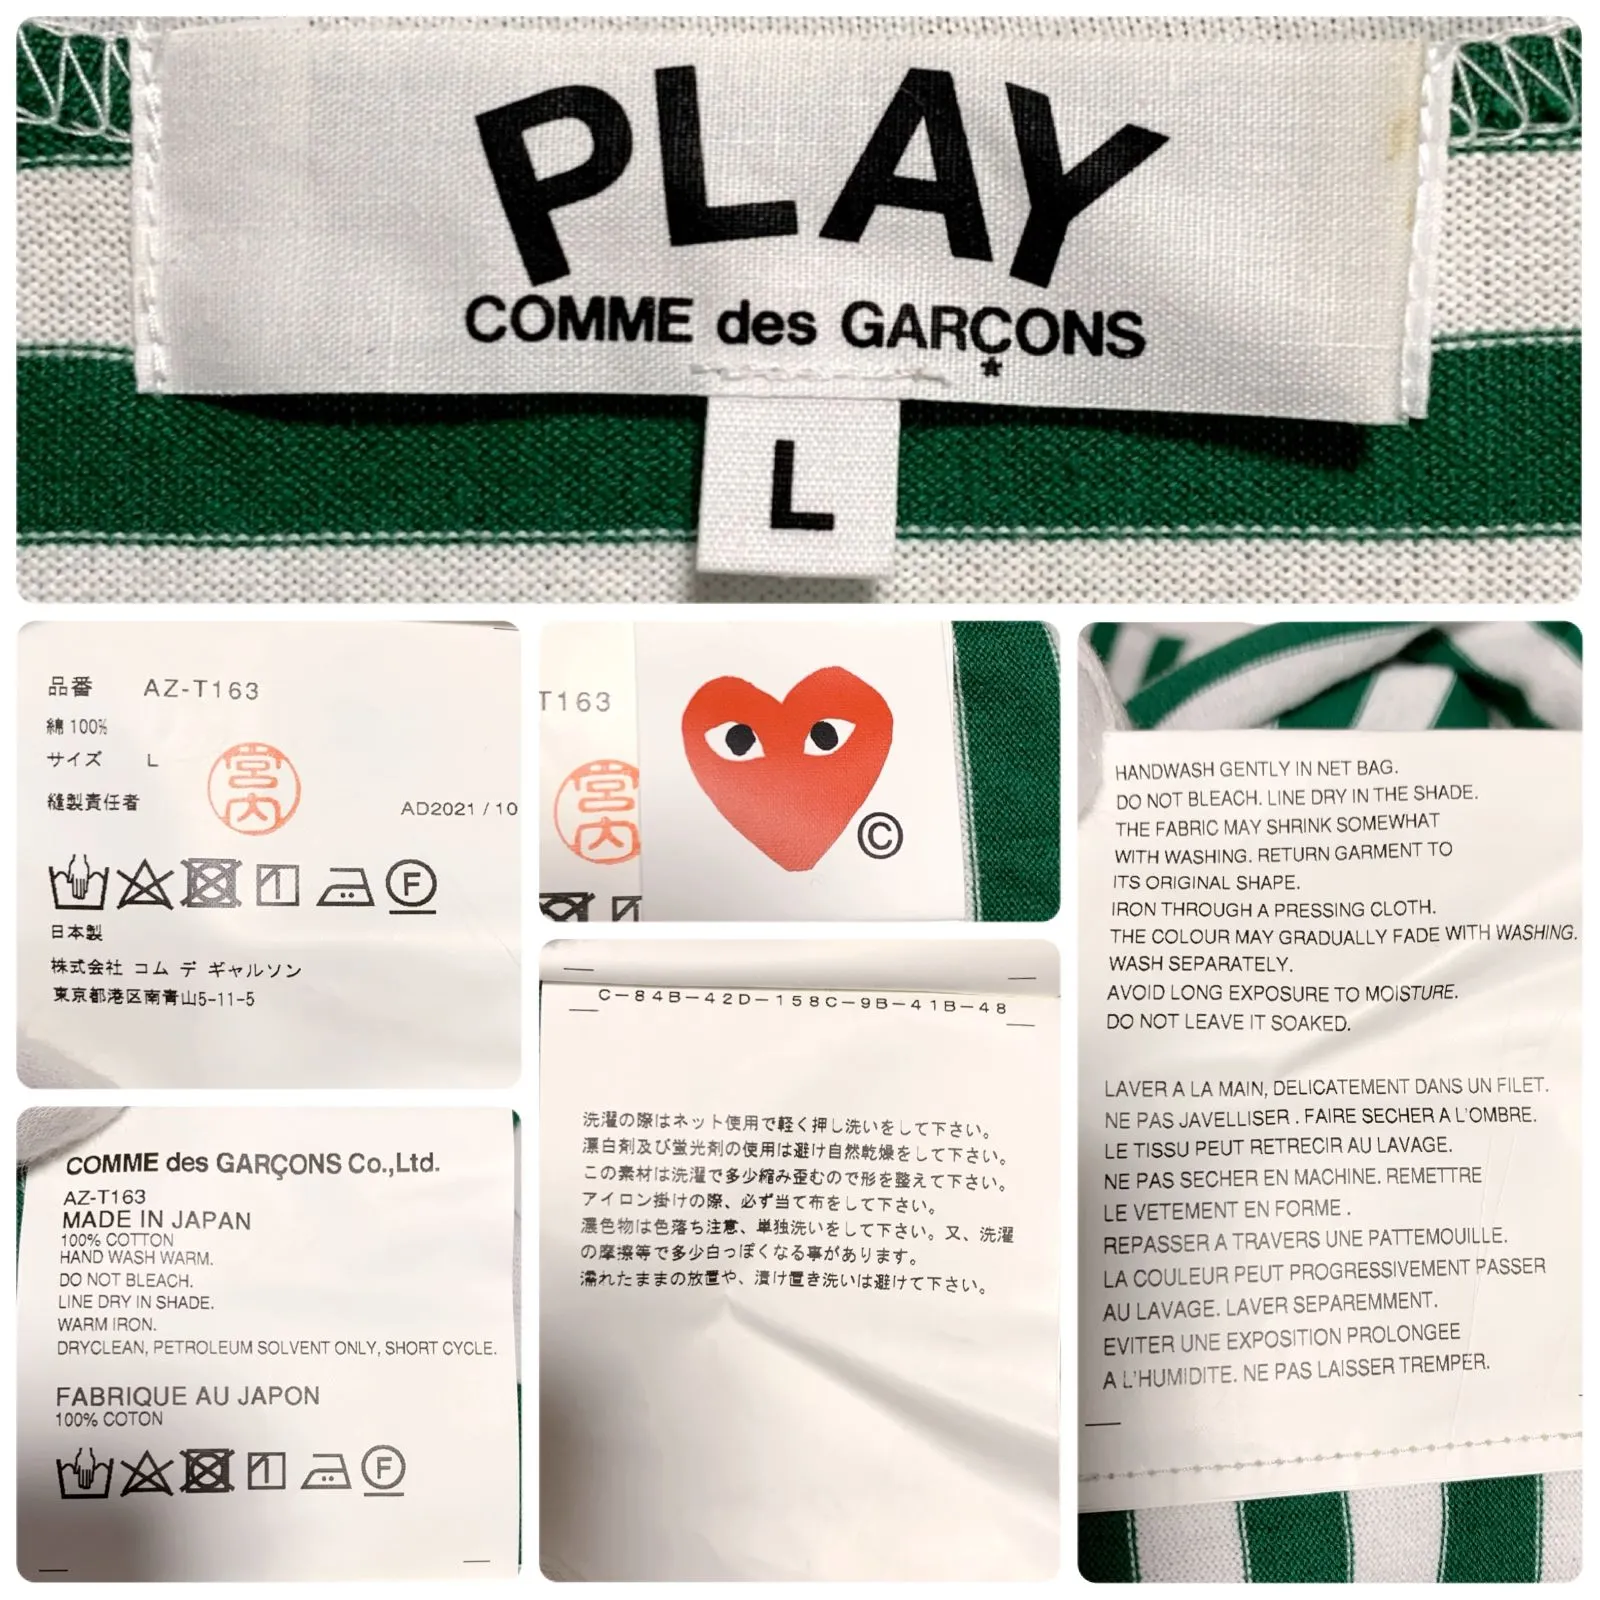 PLAY
COMME des GARÇONS
*
L
品番 AZ-T163
綿 100%
サイズ L
縫製責任者 宮内
AD2021 / 10
F
日本製
株式会社 コム デ ギャルソン
東京都港区南青山5-11-5
T163
宮内
©
COMME des GARÇONS Co.,Ltd.
AZ-T163
MADE IN JAPAN
100% COTTON
HAND WASH WARM.
DO NOT BLEACH.
LINE DRY IN SHADE.
WARM IRON.
DRYCLEAN, PETROLEUM SOLVENT ONLY, SHORT CYCLE.
FABRIQUE AU JAPON
100% COTON
F
C-84B-42D-158C-9B-41B-48
洗濯の際はネット使用で軽く押し洗いをして下さい。
漂白剤及び蛍光剤の使用は避け自然乾燥をして下さい。
この素材は洗濯で多少縮み歪むので形を整えて下さい。
アイロン掛けの際、必ず当て布をして下さい。
濃色物は色落ち注意、単独洗いをして下さい。又、洗濯
の摩擦等で多少白っぽくなる事があります。
濡れたままの放置や、漬け置き洗いは避けて下さい。
HANDWASH GENTLY IN NET BAG.
DO NOT BLEACH. LINE DRY IN THE SHADE.
THE FABRIC MAY SHRINK SOMEWHAT
WITH WASHING. RETURN GARMENT TO
ITS ORIGINAL SHAPE.
IRON THROUGH A PRESSING CLOTH.
THE COLOUR MAY GRADUALLY FADE WITH WASHING.
WASH SEPARATELY.
AVOID LONG EXPOSURE TO MOISTURE.
DO NOT LEAVE IT SOAKED.
LAVER A LA MAIN, DELICATEMENT DANS UN FILET.
NE PAS JAVELLISER . FAIRE SECHER A L'OMBRE.
LE TISSU PEUT RETRECIR AU LAVAGE.
NE PAS SECHER EN MACHINE. REMETTRE
LE VETEMENT EN FORME .
REPASSER A TRAVERS UNE PATTEMOUILLE.
LA COULEUR PEUT PROGRESSIVEMENT PASSER
AU LAVAGE. LAVER SEPAREMMENT.
EVITER UNE EXPOSITION PROLONGEE
A L'HUMIDITE. NE PAS LAISSER TREMPER.